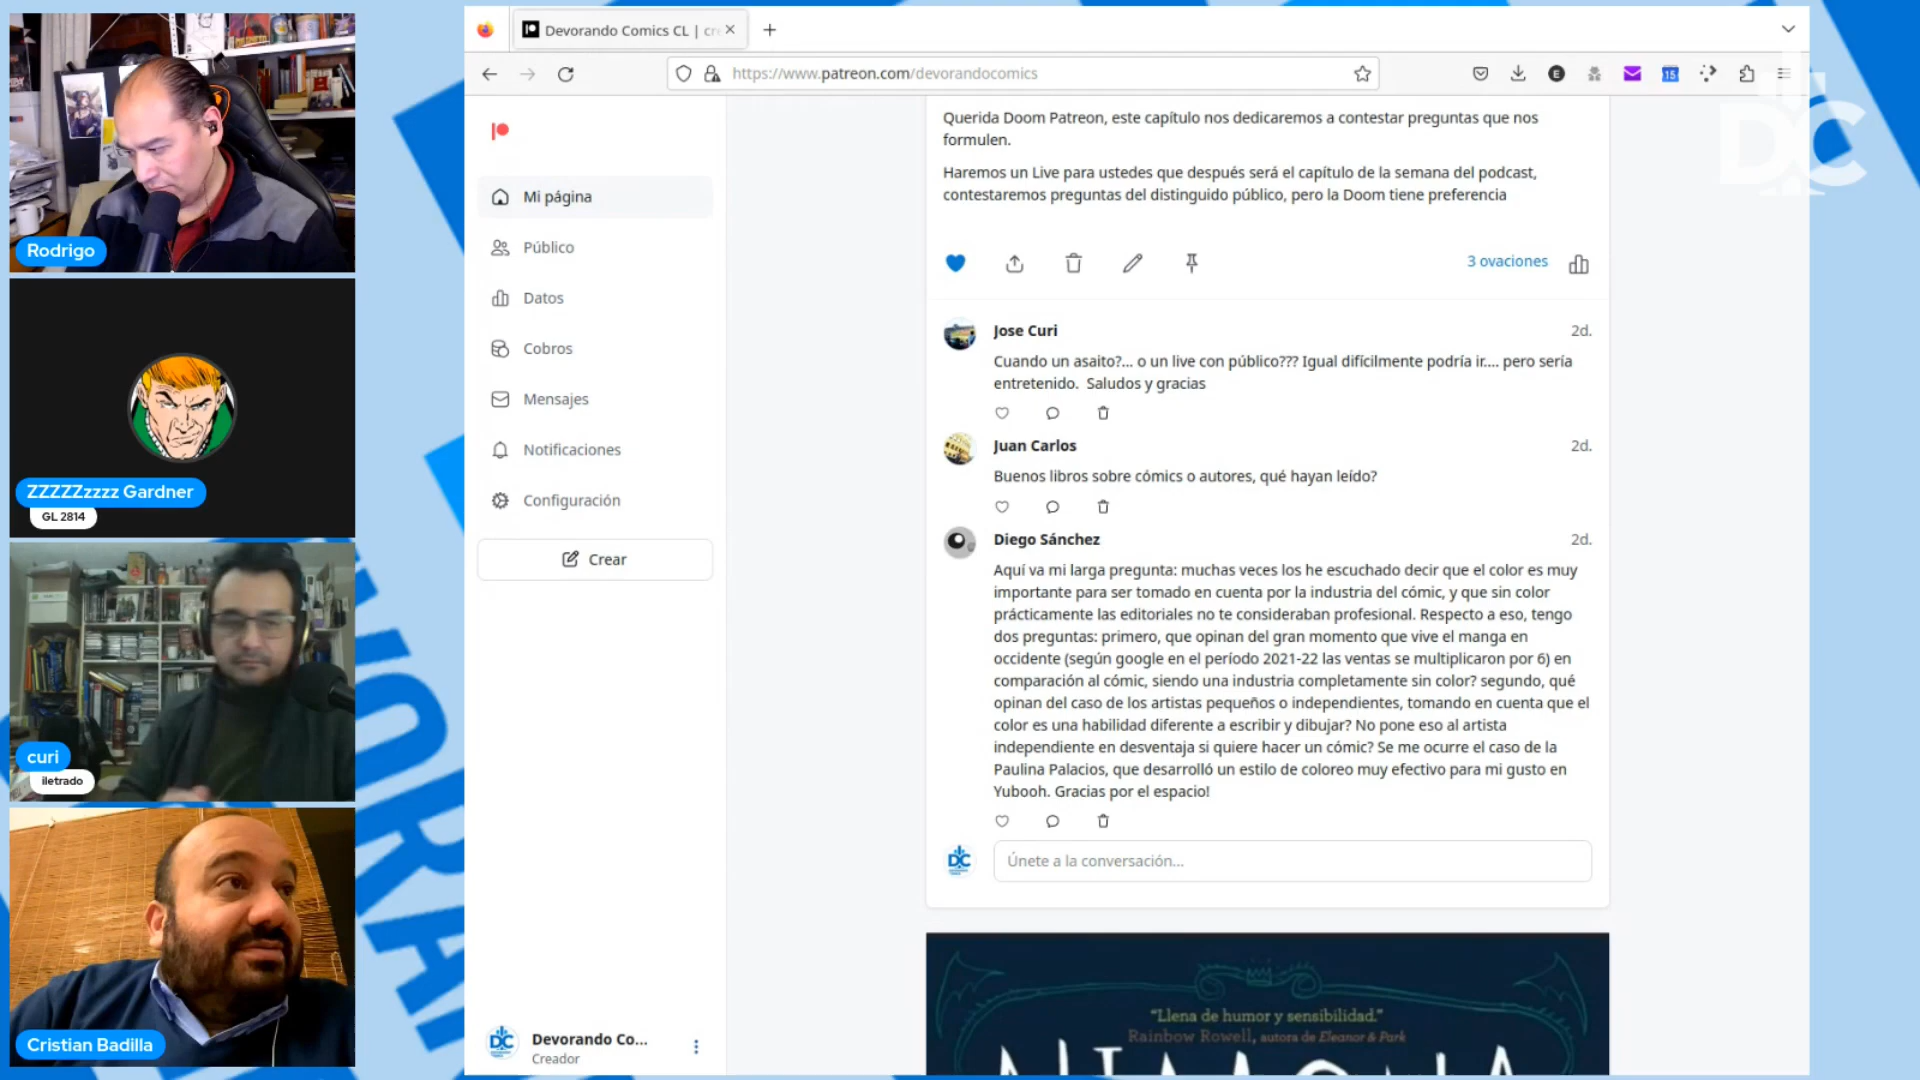 Rodrigo
ZZZZZzzzz Gardner
GL 2814
curi
iletrado
Cristian Badilla
Devorando Comics CL | cre
https://www.patreon.com/devorandocomics
15
DC
Mi página
Público
Datos
Cobros
Mensajes
Notificaciones
Configuración
Crear
Devorando Co...
Creador
Querida Doom Patreon, este capítulo nos dedicaremos a contestar preguntas que nos
formulen.
Haremos un Live para ustedes que después será el capítulo de la semana del podcast,
contestaremos preguntas del distinguido público, pero la Doom tiene preferencia
3 ovaciones
Jose Curi
2d.
Cuando un asaito?... o un live con público??? Igual difícilmente podría ir.... pero sería
entretenido. Saludos y gracias
Juan Carlos
2d.
Buenos libros sobre cómics o autores, qué hayan leído?
Diego Sánchez
2d.
Aquí va mi larga pregunta: muchas veces los he escuchado decir que el color es muy
importante para ser tomado en cuenta por la industria del cómic, y que sin color
prácticamente las editoriales no te consideraban profesional. Respecto a eso, tengo
dos preguntas: primero, que opinan del gran momento que vive el manga en
occidente (según google en el período 2021-22 las ventas se multiplicaron por 6) en
comparación al cómic, siendo una industria completamente sin color? segundo, qué
opinan del caso de los artistas pequeños o independientes, tomando en cuenta que el
color es una habilidad diferente a escribir y dibujar? No pone eso al artista
independiente en desventaja si quiere hacer un cómic? Se me ocurre el caso de la
Paulina Palacios, que desarrolló un estilo de coloreo muy efectivo para mi gusto en
Yubooh. Gracias por el espacio!
Únete a la conversación...
“Llena de humor y sensibilidad.”
Rainbow Rowell, autora de Eleanor & Park
NIMONA